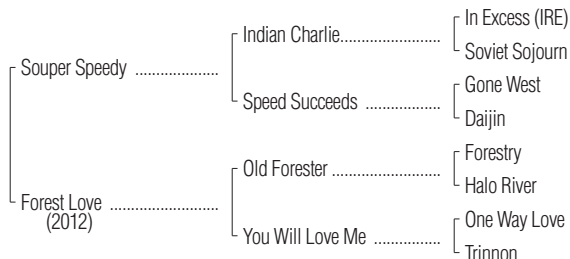 In Excess (IRE)
Indian Charlie....................
Soviet Sojourn
Souper Speedy ................
Gone West
Speed Succeeds ...............
Daijin
Forestry
Old Forester .....................
Halo River
Forest Love .....................
(2012)
One Way Love
You Will Love Me .............
Trinnon